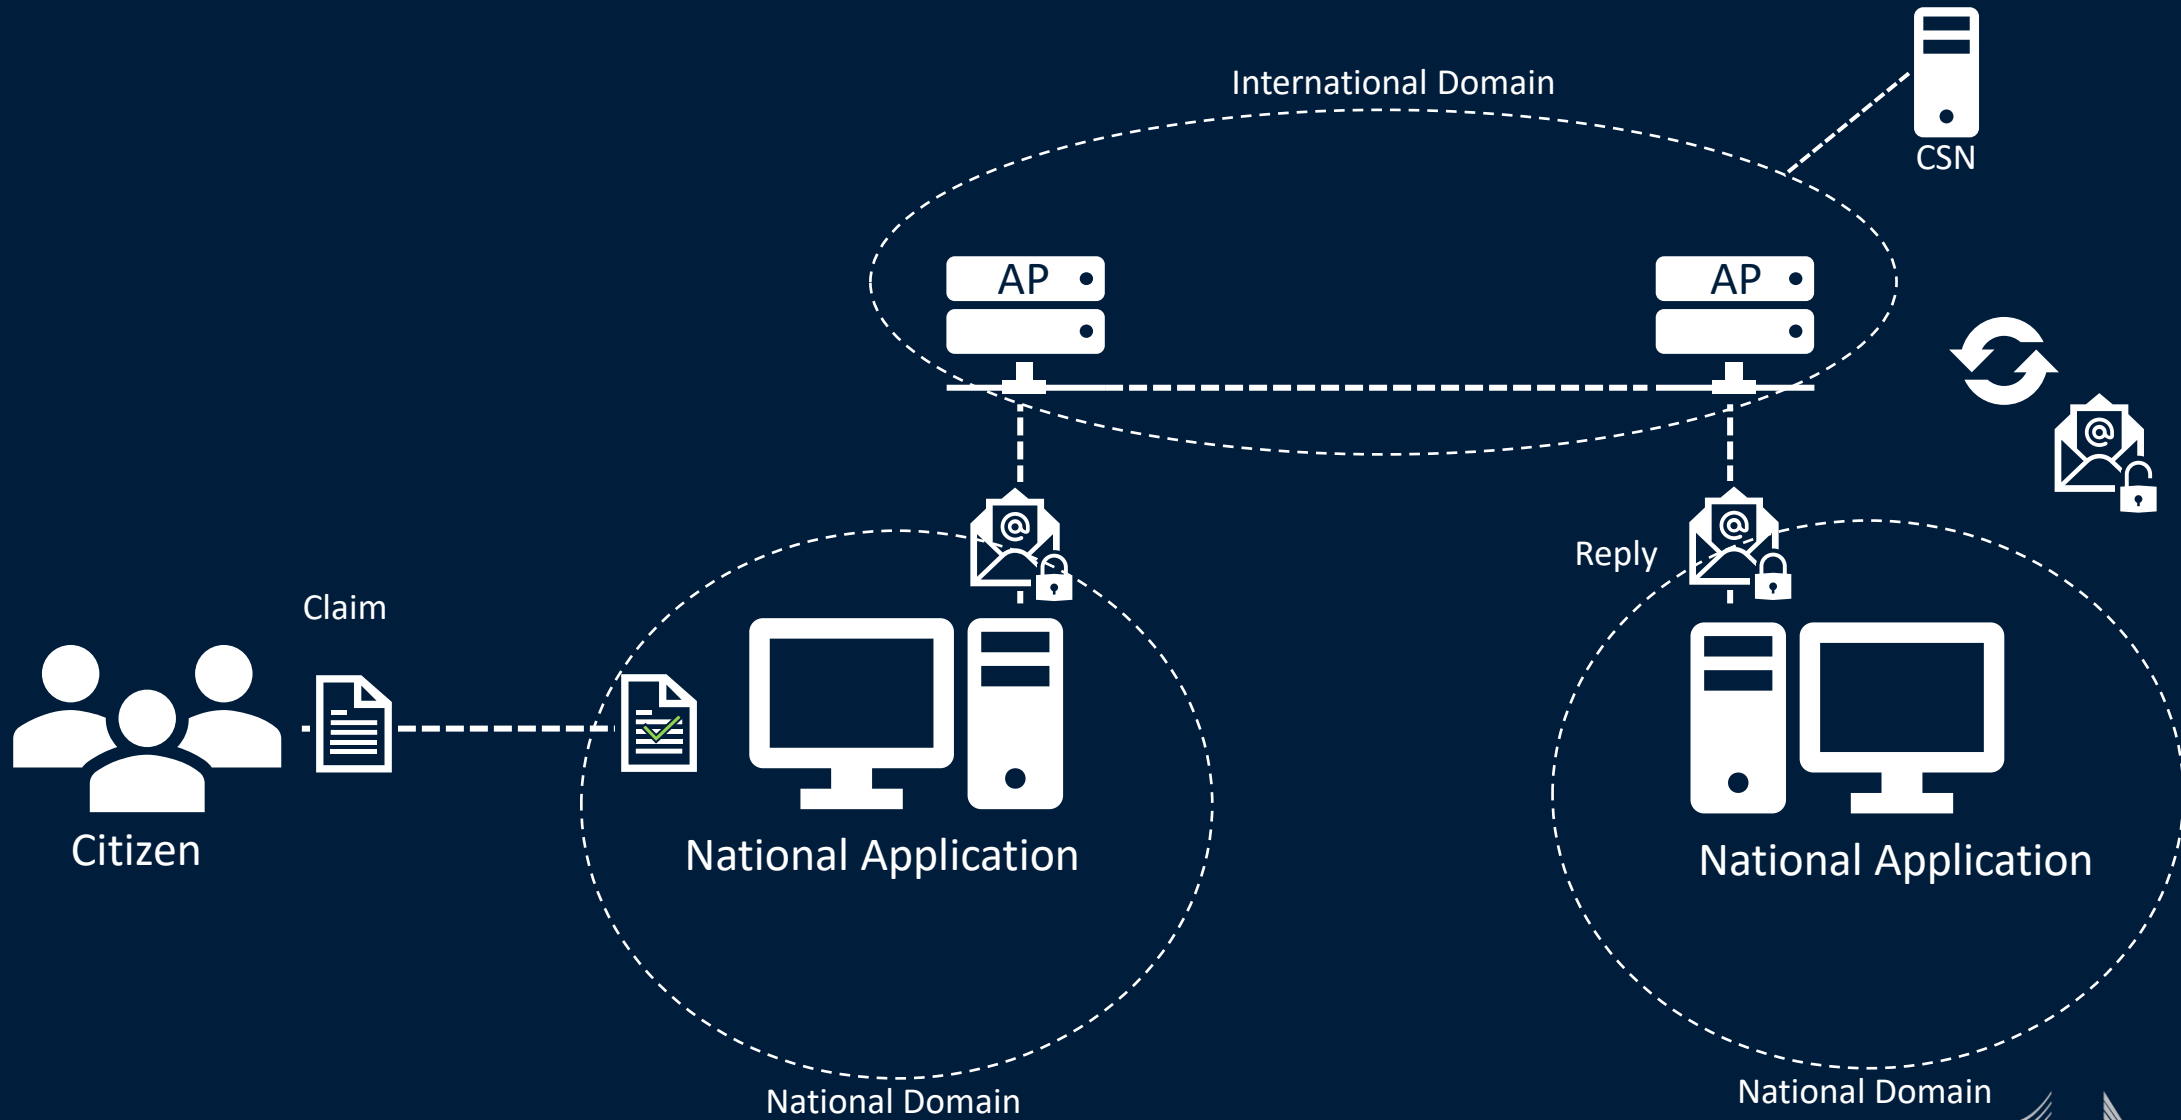 International Domain
CSN
AP
AP
@
@
@
Reply
Claim
Citizen
National Application
National Application
National Domain
National Domain